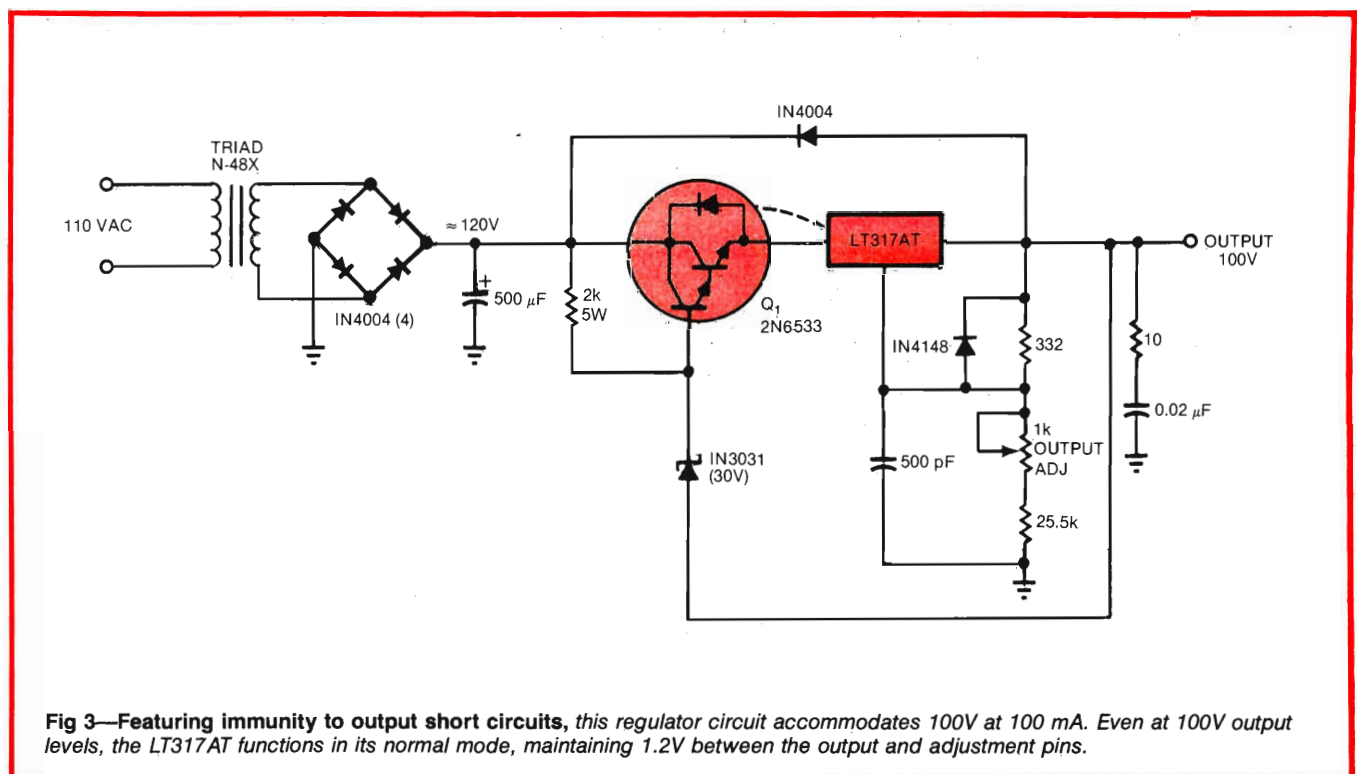 IN4004
TRIAD
N-48X
110 VAC
≈120V
IN4004 (4)
+
500 μF
2k
5W
Q1
2N6533
LT317AT
OUTPUT
100V
IN4148
332
10
0.02 μF
1k
OUTPUT
ADJ
500 pF
25.5k
IN3031
(30V)
Fig 3—Featuring immunity to output short circuits, this regulator circuit accommodates 100V at 100 mA. Even at 100V output
levels, the LT317AT functions in its normal mode, maintaining 1.2V between the output and adjustment pins.